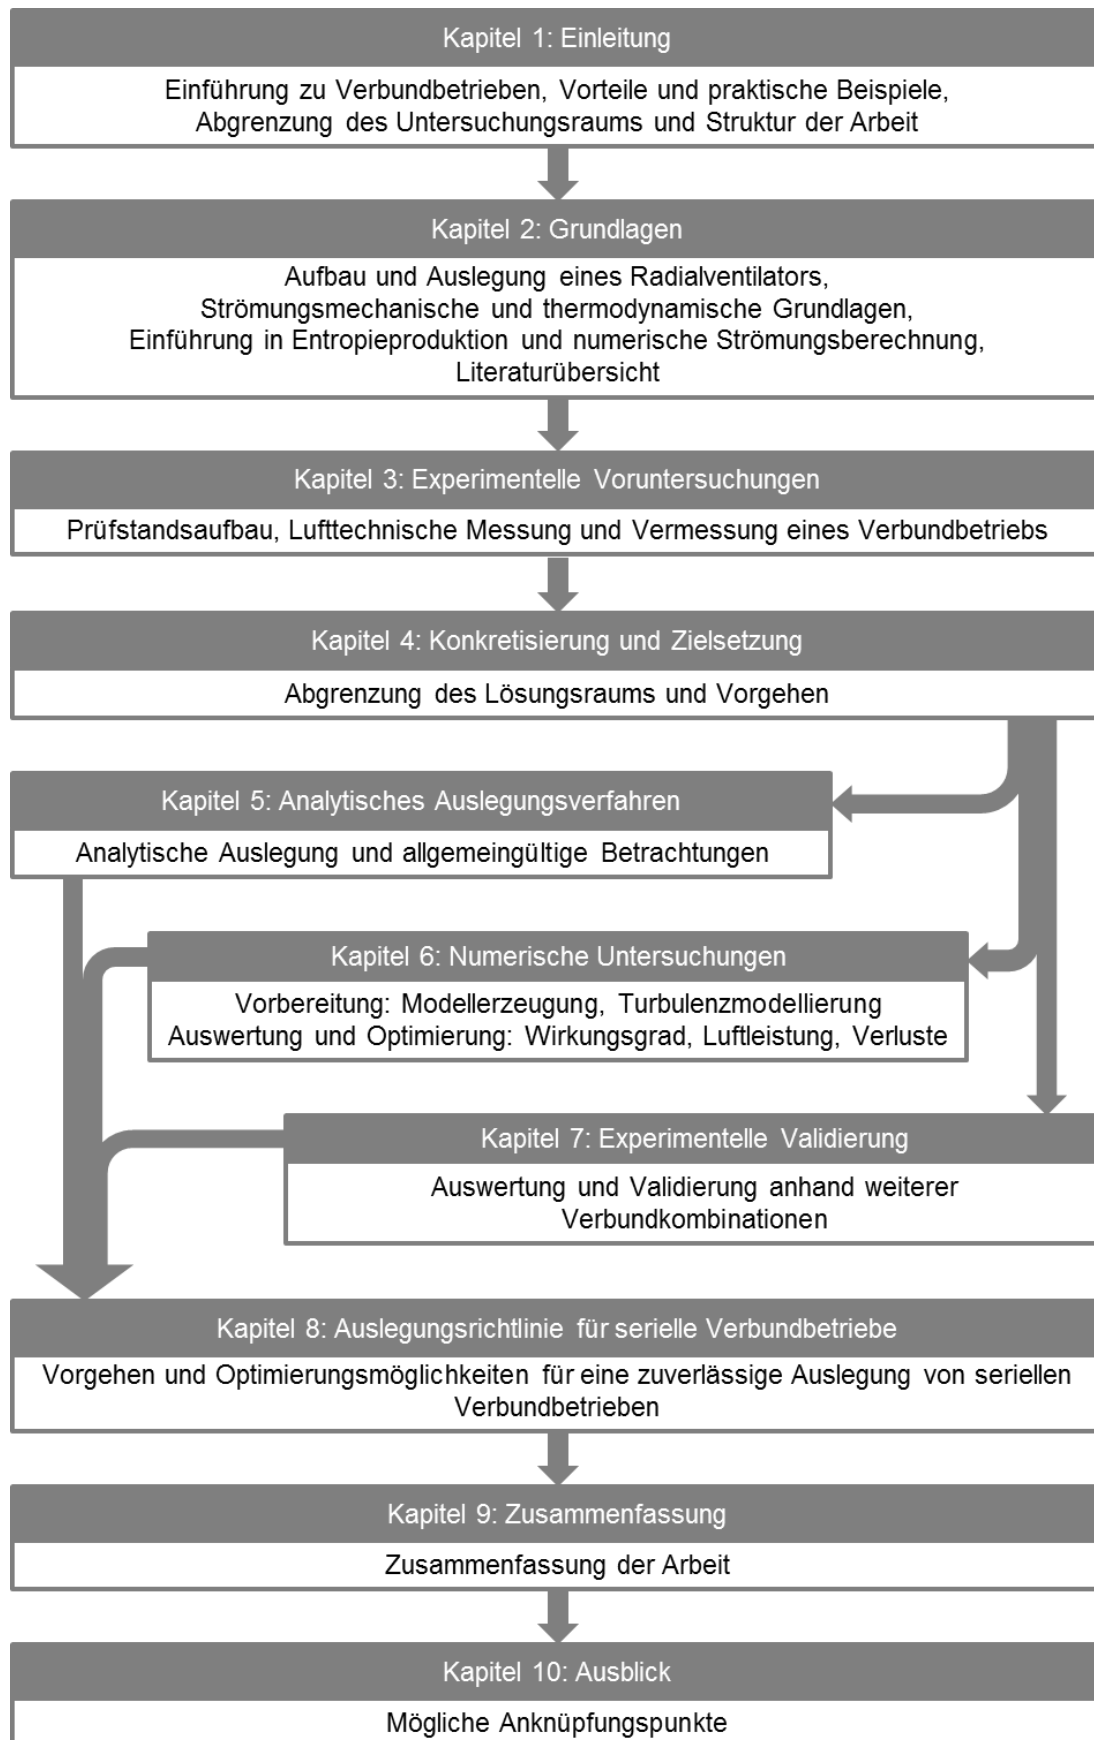 Kapitel 1: Einleitung
Einführung zu Verbundbetrieben, Vorteile und praktische Beispiele,
Abgrenzung des Untersuchungsraums und Struktur der Arbeit
Kapitel 2: Grundlagen
Aufbau und Auslegung eines Radialventilators,
Strömungsmechanische und thermodynamische Grundlagen,
Einführung in Entropieproduktion und numerische Strömungsberechnung,
Literaturübersicht
Kapitel 3: Experimentelle Voruntersuchungen
Prüfstandsaufbau, Lufttechnische Messung und Vermessung eines Verbundbetriebs
Kapitel 4: Konkretisierung und Zielsetzung
Abgrenzung des Lösungsraums und Vorgehen
Kapitel 5: Analytisches Auslegungsverfahren
Analytische Auslegung und allgemeingültige Betrachtungen
Kapitel 6: Numerische Untersuchungen
Vorbereitung: Modellerzeugung, Turbulenzmodellierung
Auswertung und Optimierung: Wirkungsgrad, Luftleistung, Verluste
Kapitel 7: Experimentelle Validierung
Auswertung und Validierung anhand weiterer
Verbundkombinationen
Kapitel 8: Auslegungsrichtlinie für serielle Verbundbetriebe
Vorgehen und Optimierungsmöglichkeiten für eine zuverlässige Auslegung von seriellen
Verbundbetrieben
Kapitel 9: Zusammenfassung
Zusammenfassung der Arbeit
Kapitel 10: Ausblick
Mögliche Anknüpfungspunkte